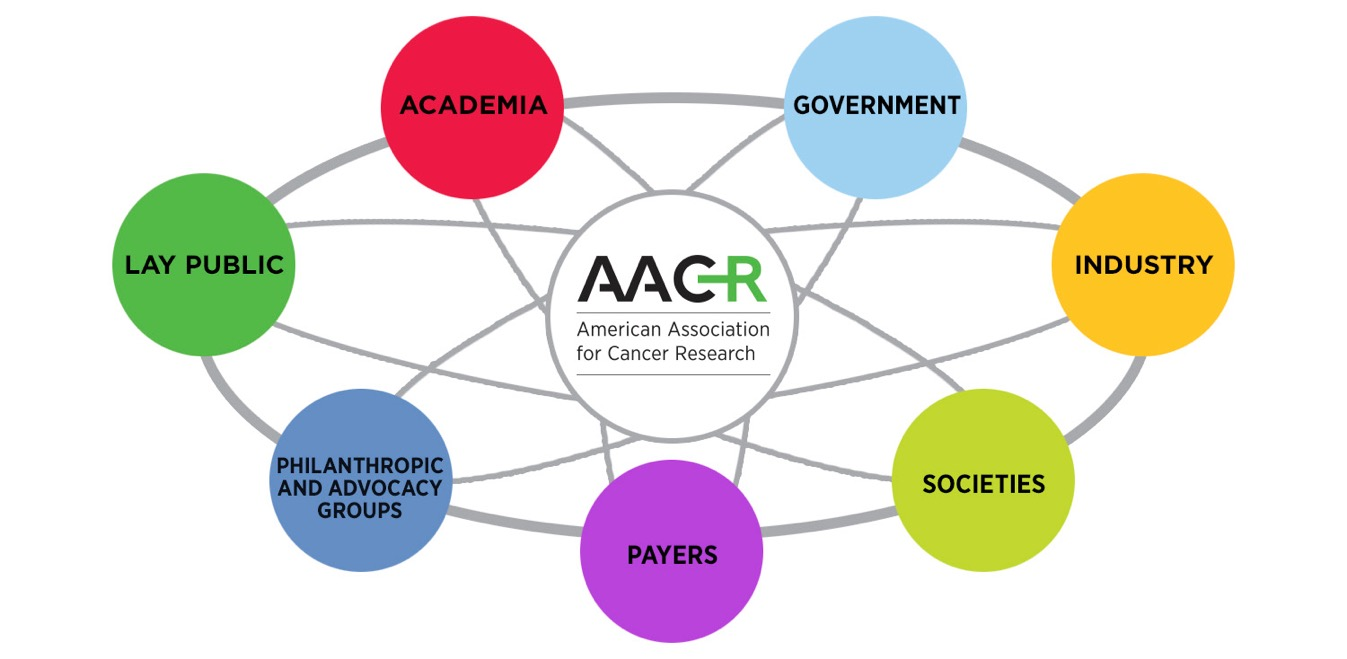 ACADEMIA
GOVERNMENT
LAY PUBLIC
INDUSTRY
AACR
American Association
for Cancer Research
PHILANTHROPIC
AND ADVOCACY
GROUPS
SOCIETIES
PAYERS